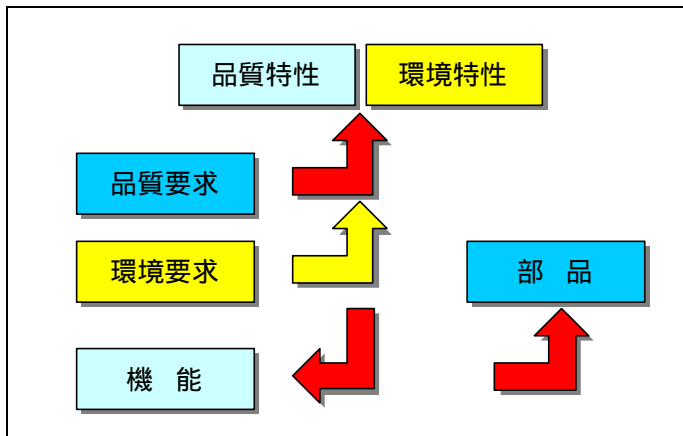 品質特性
環境特性
品質要求
環境要求
部 品
機 能